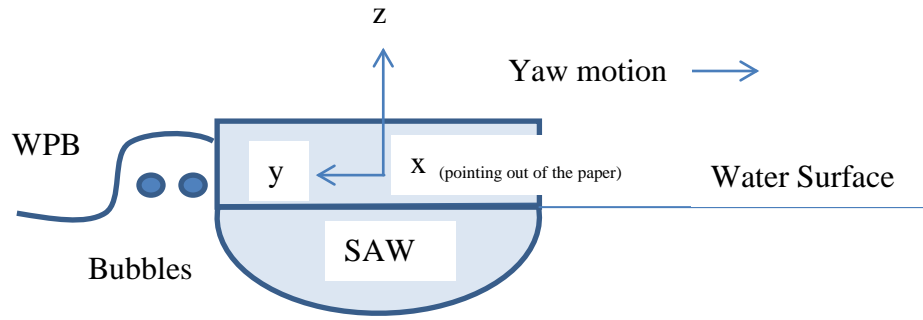 z
Yaw motion
WPB
y
x (pointing out of the paper)
Water Surface
SAW
Bubbles